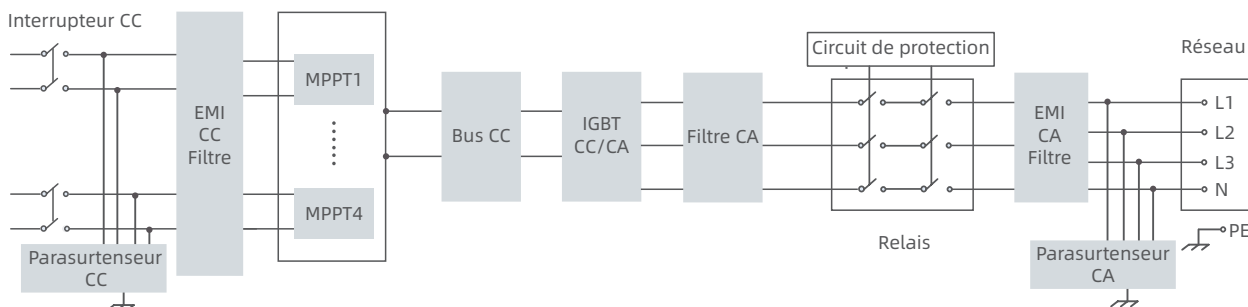 Interrupteur CC
EMI
CC
Filtre
MPPT1
MPPT4
Parasurtenseur
CC
Bus CC
IGBT
CC/CA
Filtre CA
Circuit de protection
Relais
EMI
CA
Filtre
Réseau
L1
L2
L3
N
PE
Parasurtenseur
CA